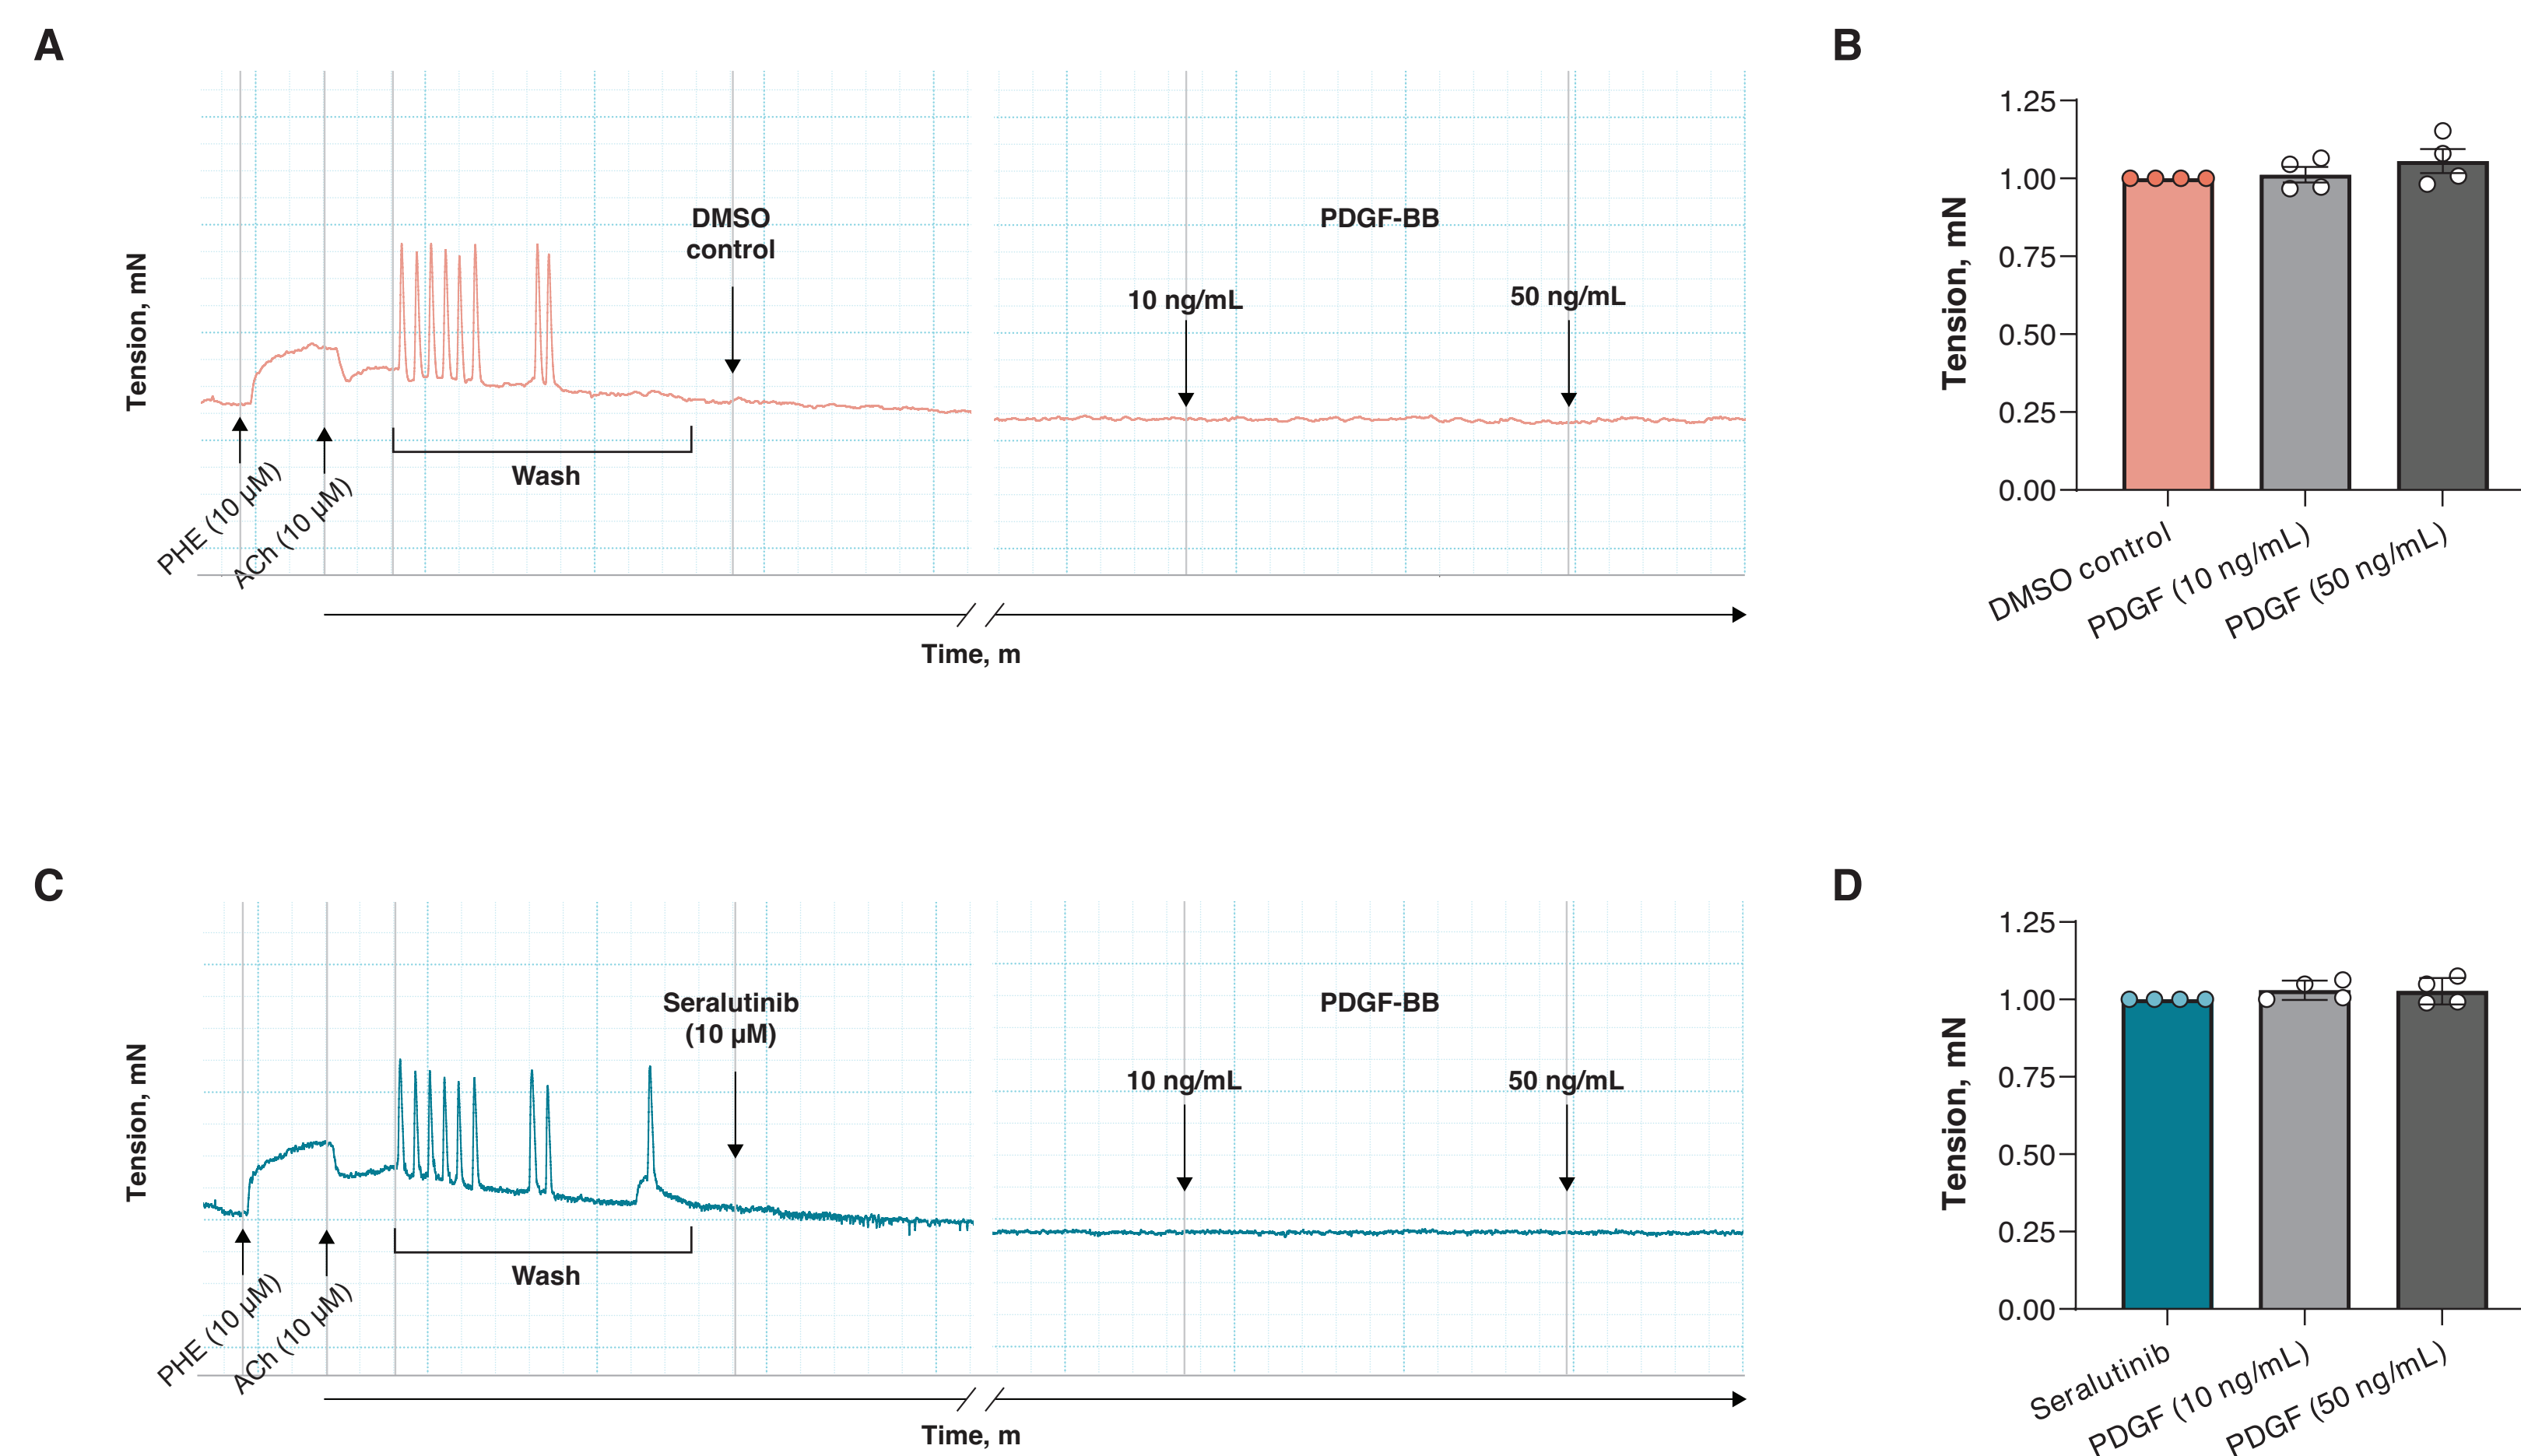 A
Tension, mN
DMSO
control
PHE (10 µM)
ACh (10 µM)
Wash
PDGF-BB
10 ng/mL
50 ng/mL
Time, m
B
Tension, mN
1.25
1.00
0.75
0.50
0.25
0.00
DMSO control
PDGF (10 ng/mL)
PDGF (50 ng/mL)
C
Tension, mN
Seralutinib
(10 µM)
PHE (10 µM)
ACh (10 µM)
Wash
PDGF-BB
10 ng/mL
50 ng/mL
Time, m
D
Tension, mN
1.25
1.00
0.75
0.50
0.25
0.00
Seralutinib
PDGF (10 ng/mL)
PDGF (50 ng/mL)